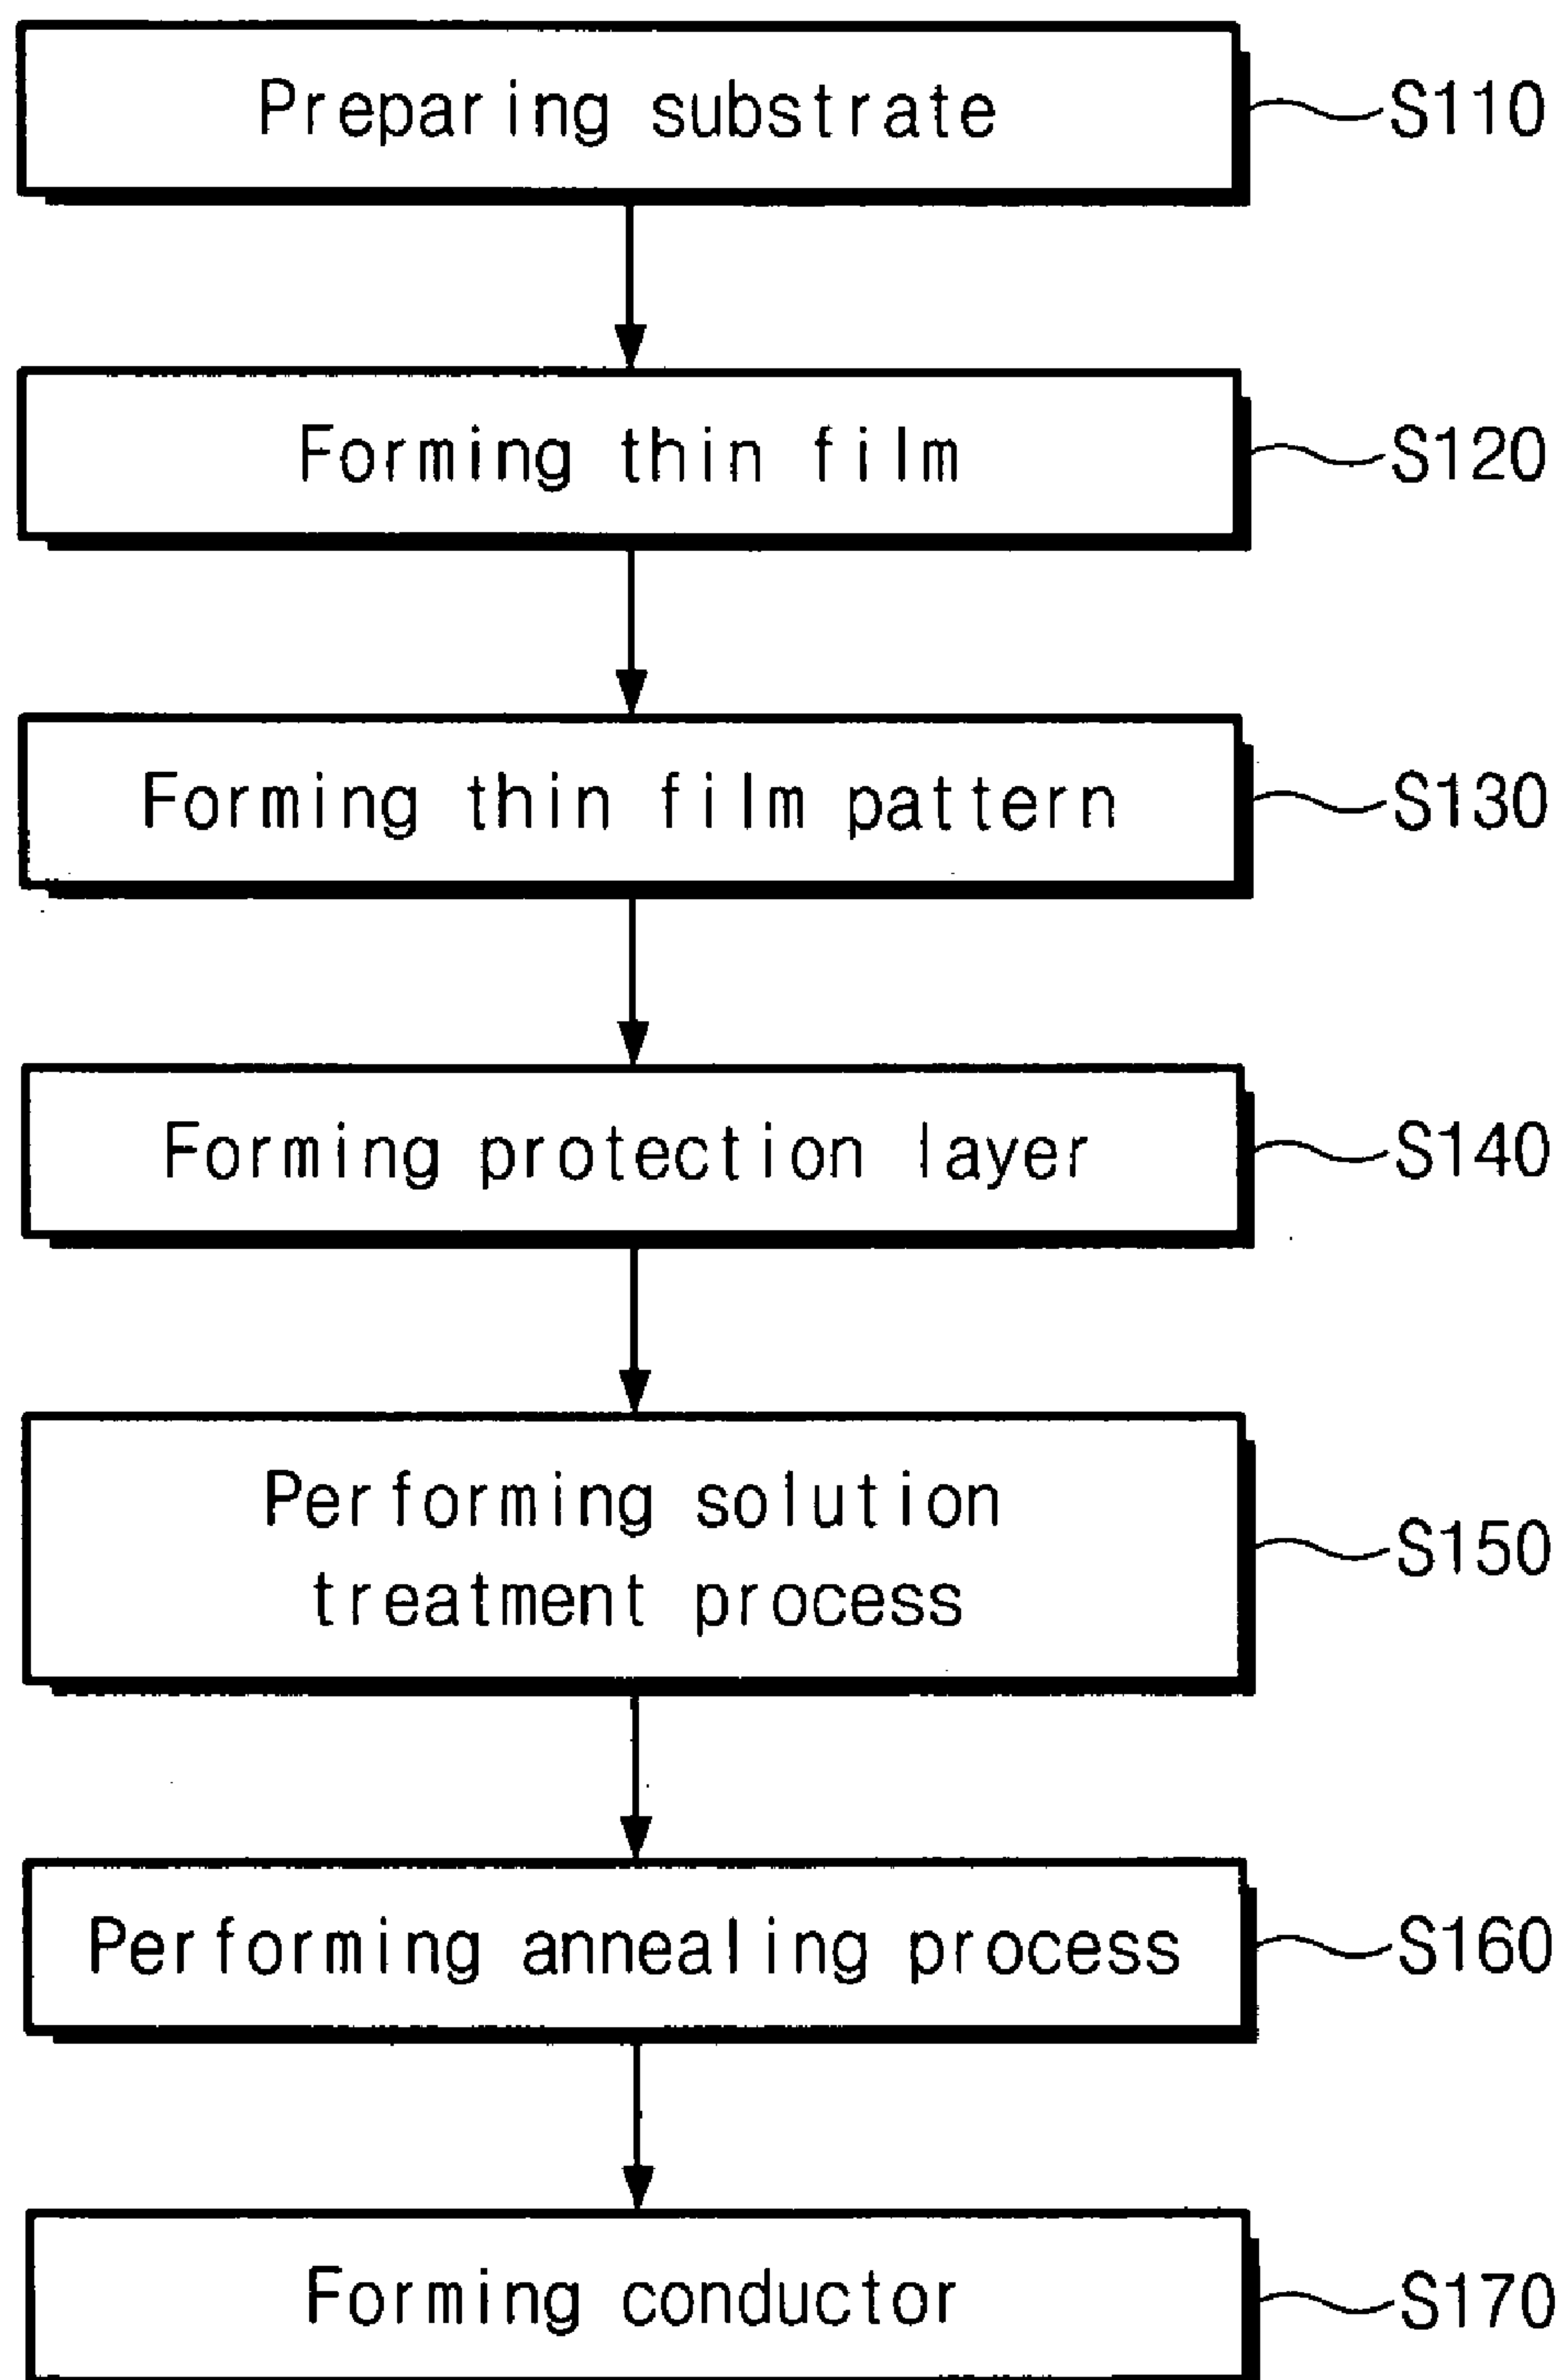 Preparing substrate
S110
Forming thin film
S120
Forming thin film pattern
S130
Forming protection layer
S140
Performing solution
treatment process
S150
Performing annealing process
S160
Forming conductor
S170